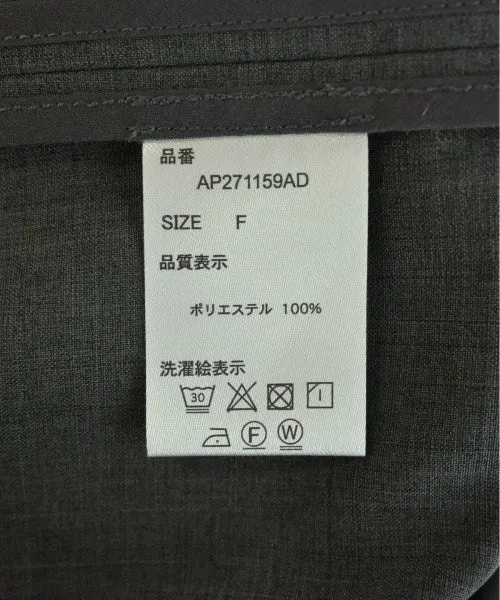 品番
AP271159AD
SIZE F
品質表示
ポリエステル 100%
洗濯絵表示
30
F W